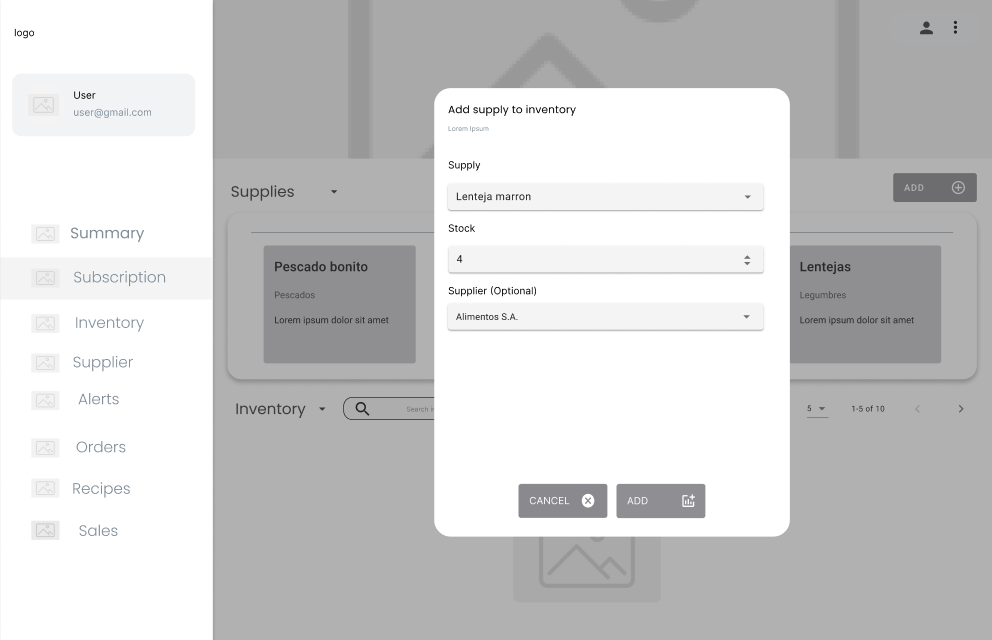 logo
User
user@gmail.com
Summary
Subscription
Inventory
Supplier
Alerts
Orders
Recipes
Sales
Supplies
ADD
Pescado bonito
Pescados
Lorem ipsum dolor sit amet
Lentejas
Legumbres
Lorem ipsum dolor sit amet
Inventory
Search
5
1-5 of 10
Add supply to inventory
Lorem Ipsum
Supply
Lenteja marron
Stock
4
Supplier (Optional)
Alimentos S.A.
CANCEL
ADD